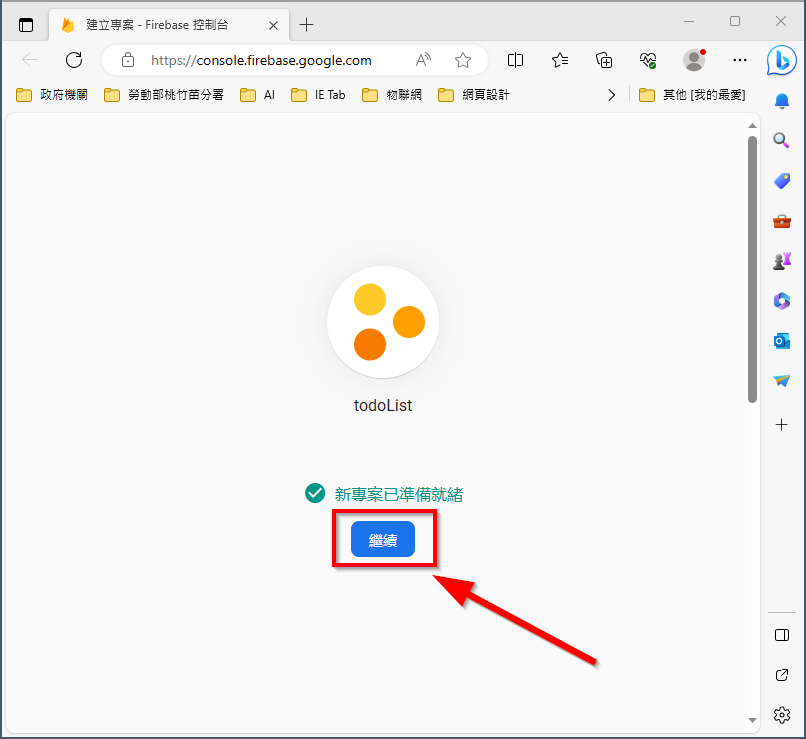 建立專案 - Firebase 控制台
https://console.firebase.google.com
政府機關
勞動部桃竹苗分署
AI
IE Tab
物聯網
網頁設計
其他 [我的最愛]
todoList
新專案已準備就緒
繼續